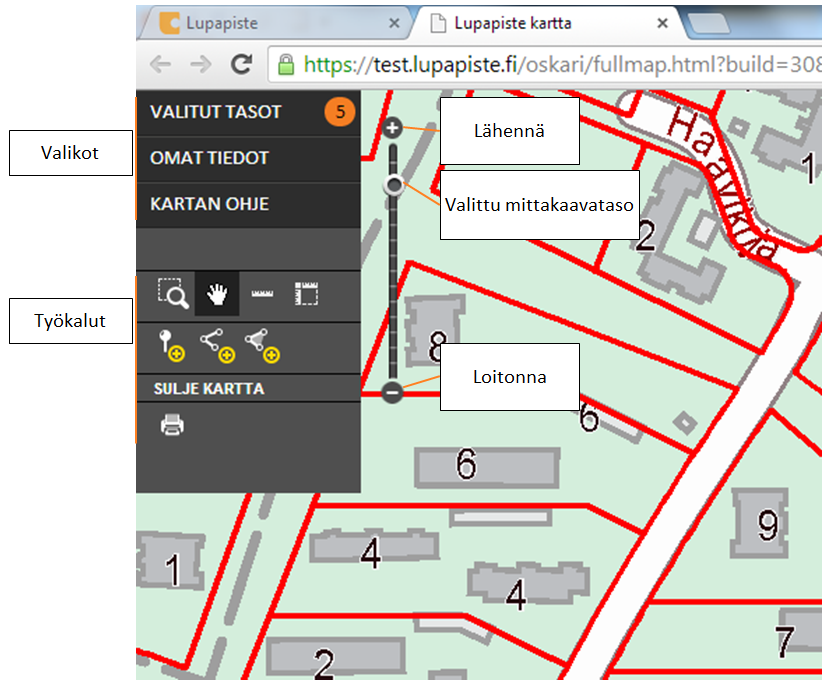 Lupapiste
Lupapiste kartta
https://test.lupapiste.fi/oskari/fullmap.html?build=308
VALITUT TASOT 5
OMAT TIEDOT
KARTAN OHJE
SULJE KARTTA
Valikot
Työkalut
Lähennä
Valittu mittakaavataso
Loitonna
Haavikuja
1
2
8
6
6
9
4
1
4
7
2